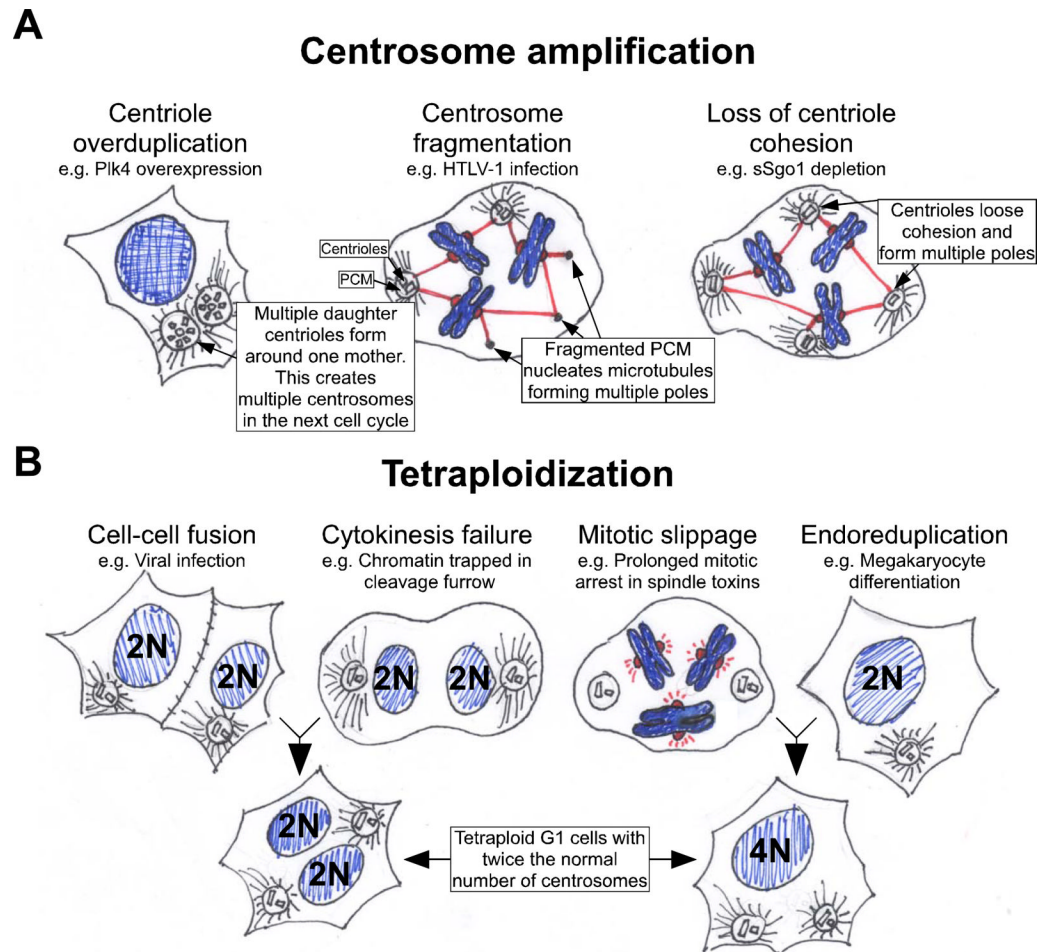 A
Centrosome amplification
Centriole
overduplication
e.g. Plk4 overexpression
Centrosome
fragmentation
e.g. HTLV-1 infection
Loss of centriole
cohesion
e.g. sSgo1 depletion
Centrioles
PCM
Multiple daughter
centrioles form
around one mother.
This creates
multiple centrosomes
in the next cell cycle
Fragmented PCM
nucleates microtubules
forming multiple poles
Centrioles loose
cohesion and
form multiple poles
B
Tetraploidization
Cell-cell fusion
e.g. Viral infection
Cytokinesis failure
e.g. Chromatin trapped in
cleavage furrow
Mitotic slippage
e.g. Prolonged mitotic
arrest in spindle toxins
Endoreduplication
e.g. Megakaryocyte
differentiation
2N
2N
2N
2N
2N
2N
2N
Tetraploid G1 cells with
twice the normal
number of centrosomes
4N